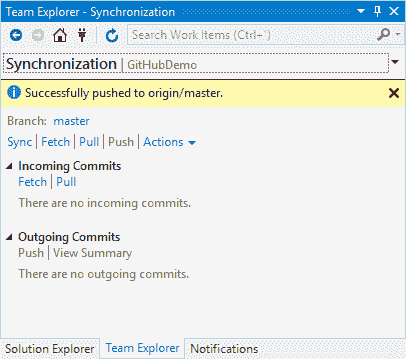 Team Explorer - Synchronization
Search Work Items (Ctrl+')
Synchronization | GitHubDemo
Successfully pushed to origin/master.
Branch: master
Sync | Fetch | Pull | Push | Actions
Incoming Commits
Fetch | Pull
There are no incoming commits.
Outgoing Commits
Push | View Summary
There are no outgoing commits.
Solution Explorer Team Explorer Notifications